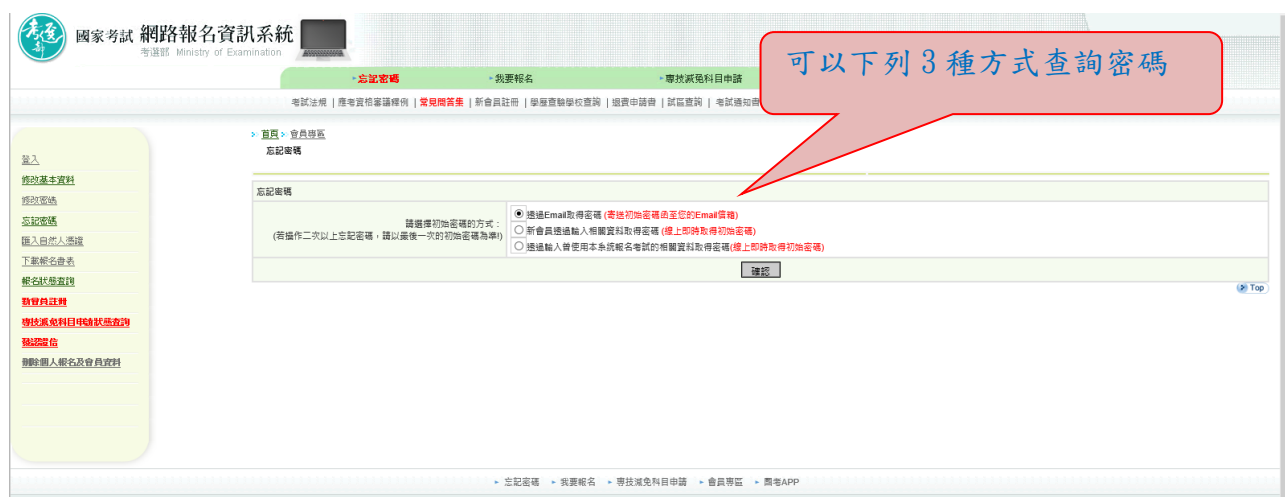 考選部
國家考試 網路報名資訊系統
考選部 Ministry of Examination
可以下列3種方式查詢密碼
忘記密碼 我要報名 專技減免科目申請
考試法規 | 應考資格審議釋例 | 常見問答集 | 新會員註冊 | 學歷查驗學校查詢 | 退費申請書 | 試區查詢 | 考試通知書
首頁 會員專區
忘記密碼
登入
修改基本資料
修改密碼
忘記密碼
匯入自然人憑證
下載報名書表
報名狀態查詢
新會員註冊
專技減免科目申請狀態查詢
補發認證信
刪除個人報名及會員資料
忘記密碼
請選擇初始密碼的方式：
(若操作二次以上忘記密碼，請以最後一次的初始密碼為準!)
透過Email取得密碼 (寄送初始密碼函至您的Email信箱)
新會員透過輸入相關資料取得密碼 (線上即時取得初始密碼)
透過輸入曾使用本系統報名考試的相關資料取得密碼(線上即時取得初始密碼)
確認
Top
忘記密碼 我要報名 專技減免科目申請 會員專區 國考APP